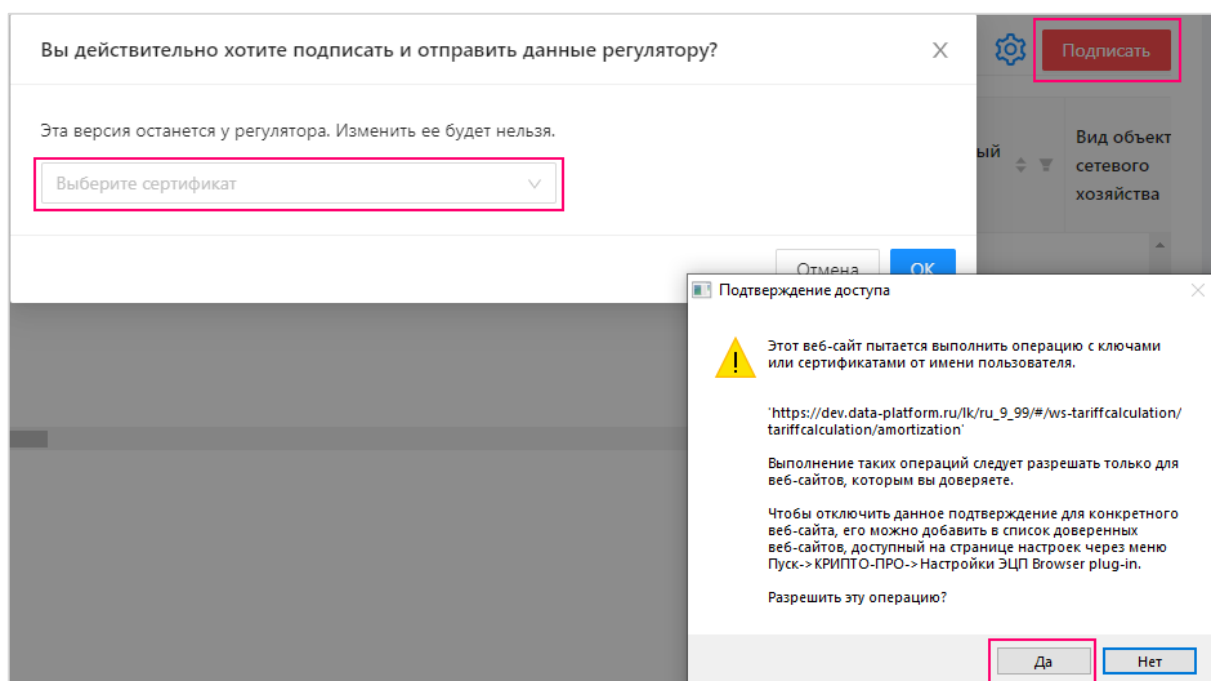 Вы действительно хотите подписать и отправить данные регулятору?
Подписать
Эта версия останется у регулятора. Изменить ее будет нельзя.
Выберите сертификат
ый
Вид объект
сетевого
хозяйства
Отмена
OK
Подтверждение доступа
Этот веб-сайт пытается выполнить операцию с ключами
или сертификатами от имени пользователя.
'https://dev.data-platform.ru/lk/ru_9_99/#/ws-tariffcalculation/
tariffcalculation/amortization'
Выполнение таких операций следует разрешать только для
веб-сайтов, которым вы доверяете.
Чтобы отключить данное подтверждение для конкретного
веб-сайта, его можно добавить в список доверенных
веб-сайтов, доступный на странице настроек через меню
Пуск->КРИПТО-ПРО->Настройки ЭЦП Browser plug-in.
Разрешить эту операцию?
Да
Нет